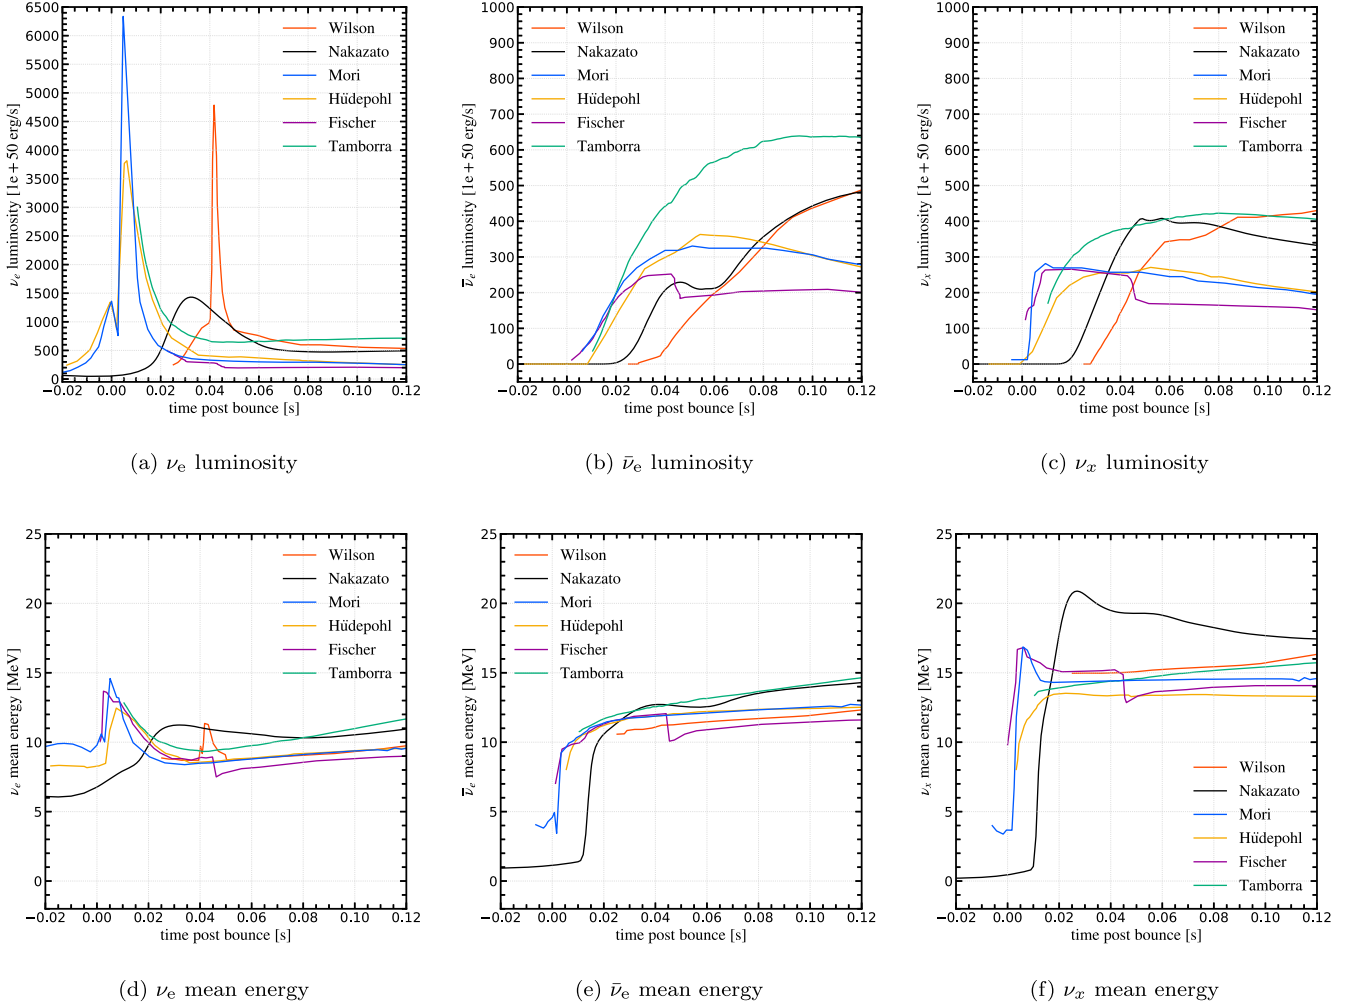 6500
6000
5500
5000
4500
4000
3500
3000
2500
2000
1500
1000
500
0
νₑ luminosity [1e+50 erg/s]
Wilson
Nakazato
Mori
Hüdepohl
Fischer
Tamborra
−0.02 0.00 0.02 0.04 0.06 0.08 0.10 0.12
time post bounce [s]
(a) νₑ luminosity
1000
900
800
700
600
500
400
300
200
100
0
ν̄ₑ luminosity [1e+50 erg/s]
Wilson
Nakazato
Mori
Hüdepohl
Fischer
Tamborra
−0.02 0.00 0.02 0.04 0.06 0.08 0.10 0.12
time post bounce [s]
(b) ν̄ₑ luminosity
1000
900
800
700
600
500
400
300
200
100
0
νₓ luminosity [1e+50 erg/s]
Wilson
Nakazato
Mori
Hüdepohl
Fischer
Tamborra
−0.02 0.00 0.02 0.04 0.06 0.08 0.10 0.12
time post bounce [s]
(c) νₓ luminosity
25
20
15
10
5
0
νₑ mean energy [MeV]
Wilson
Nakazato
Mori
Hüdepohl
Fischer
Tamborra
−0.02 0.00 0.02 0.04 0.06 0.08 0.10 0.12
time post bounce [s]
(d) νₑ mean energy
25
20
15
10
5
0
ν̄ₑ mean energy [MeV]
Wilson
Nakazato
Mori
Hüdepohl
Fischer
Tamborra
−0.02 0.00 0.02 0.04 0.06 0.08 0.10 0.12
time post bounce [s]
(e) ν̄ₑ mean energy
25
20
15
10
5
0
νₓ mean energy [MeV]
Wilson
Nakazato
Mori
Hüdepohl
Fischer
Tamborra
−0.02 0.00 0.02 0.04 0.06 0.08 0.10 0.12
time post bounce [s]
(f) νₓ mean energy